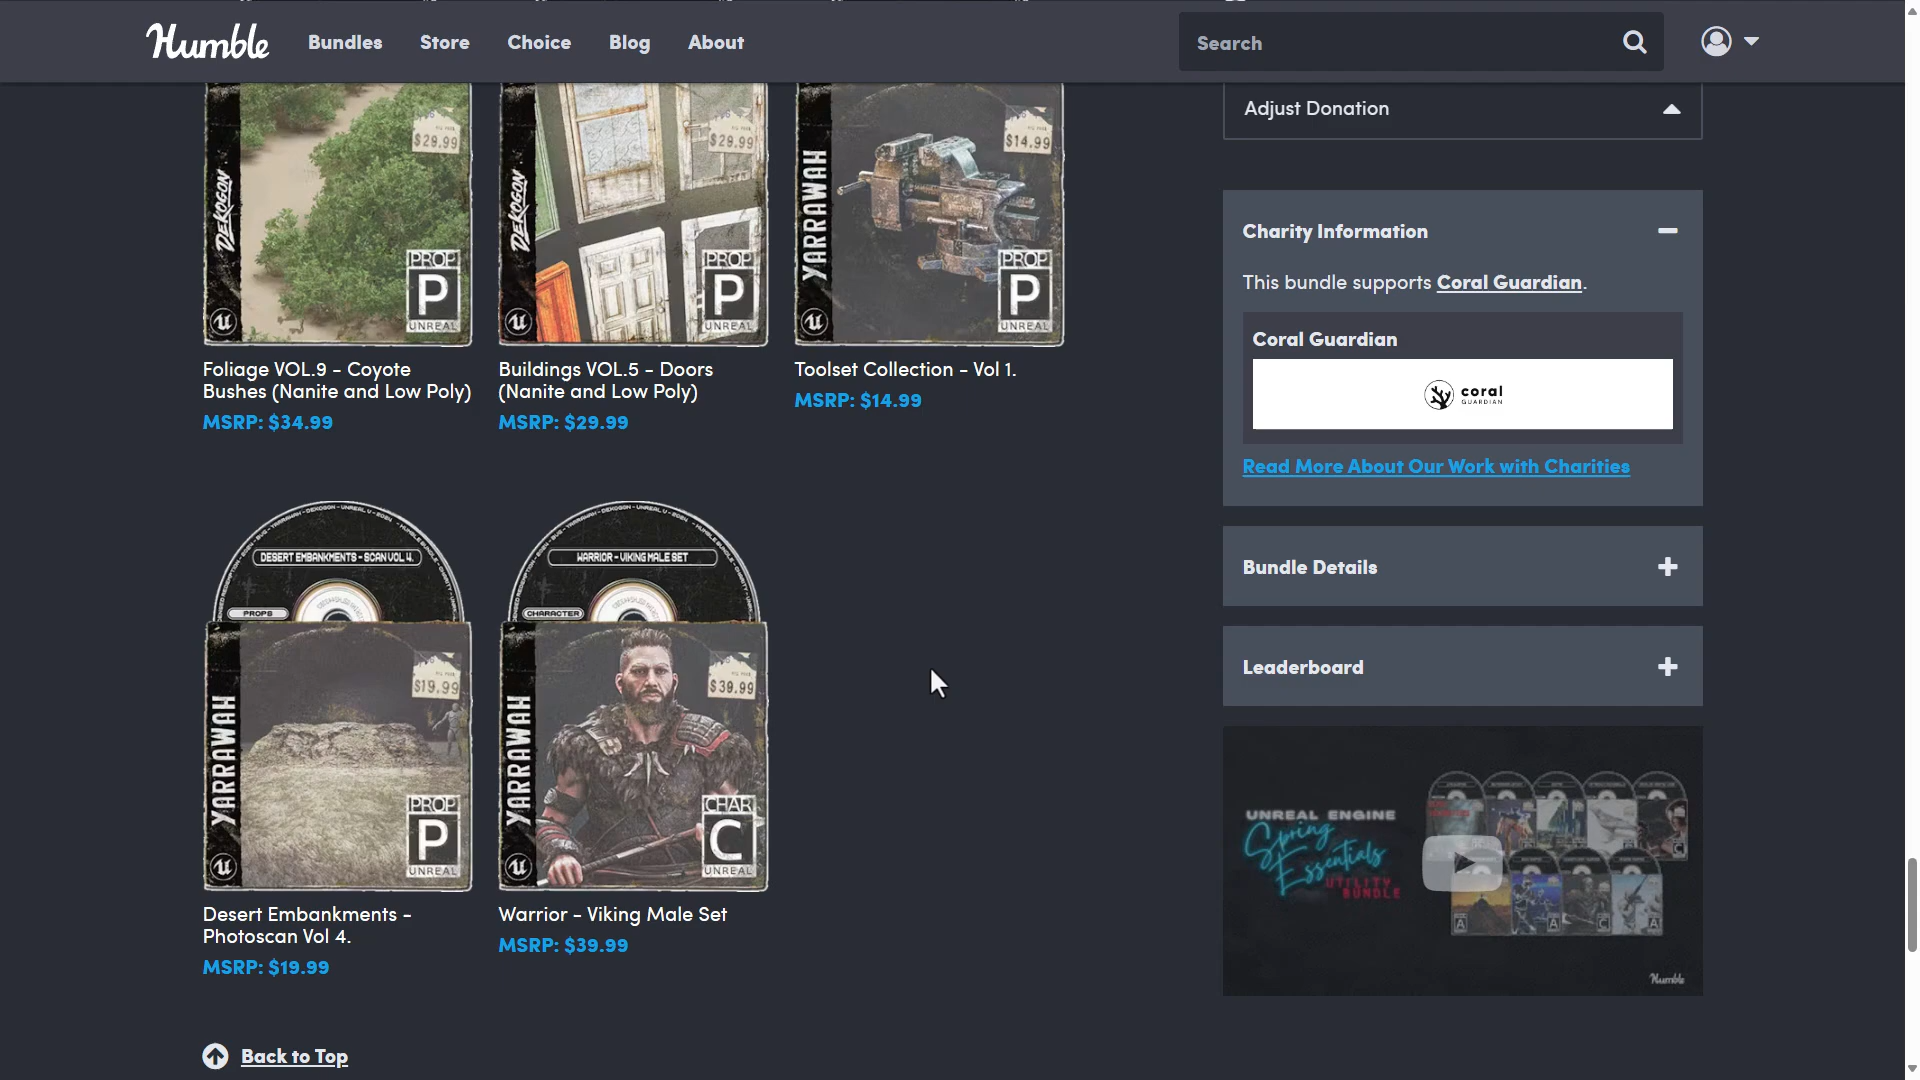 Humble
Bundles
Store
Choice
Blog
About
Search
Adjust Donation
DEKOGON
$29.99
PROP
P
UNREAL
DEKOGON
$29.99
PROP
P
UNREAL
YARRAWAH
$14.99
PROP
P
UNREAL
Foliage VOL.9 - Coyote
Bushes (Nanite and Low Poly)
MSRP: $34.99
Buildings VOL.5 - Doors
(Nanite and Low Poly)
MSRP: $29.99
Toolset Collection - Vol 1.
MSRP: $14.99
Charity Information
This bundle supports Coral Guardian.
Coral Guardian
coral
GUARDIAN
Read More About Our Work with Charities
Bundle Details
Leaderboard
DESERT EMBANKMENTS - SCAN VOL 4.
PROPS
YARRAWAH
$19.99
PROP
P
UNREAL
WARRIOR - VIKING MALE SET
CHARACTER
YARRAWAH
$39.99
CHAR
C
UNREAL
Desert Embankments -
Photoscan Vol 4.
MSRP: $19.99
Warrior - Viking Male Set
MSRP: $39.99
UNREAL ENGINE
Spring
Essentials
UTILITY
BUNDLE
A
A
C
A
Humble
Back to Top